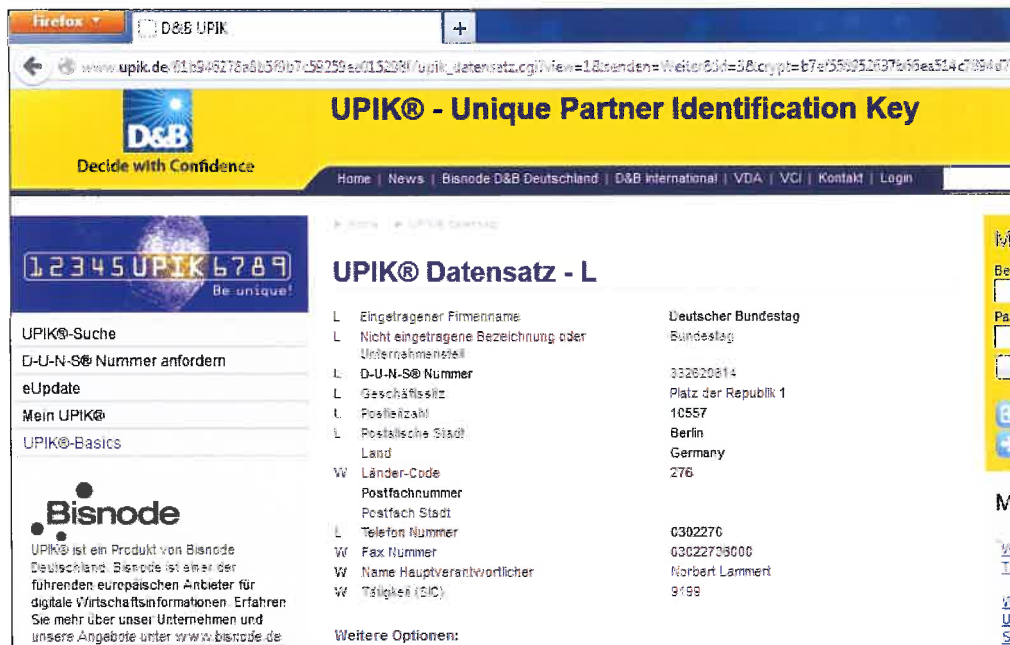 Firefox
D&B UPIK
+
D&B
Decide with Confidence
UPIK® - Unique Partner Identification Key
Home | News | Bisnode D&B Deutschland | D&B International | VDA | VCI | Kontakt | Login
Home UPIK® Datensatz
12345UPIK6789
Be unique!
UPIK® Datensatz - L
UPIK®-Suche
D-U-N-S® Nummer anfordern
eUpdate
Mein UPIK®
UPIK®-Basics
L Eingetragener Firmenname Deutscher Bundestag
L Nicht eingetragene Bezeichnung oder Unternehmensteil Bundestag
L D-U-N-S® Nummer 332620814
L Geschäftssitz Platz der Republik 1
L Postleitzahl 10557
L Postalische Stadt Berlin
Land Germany
W Länder-Code 276
Postfachnummer
Postfach Stadt
L Telefon Nummer 0302276
W Fax Nummer
W Name Hauptverantwortlicher Norbert Lammert
W Tätigkeit (SIC) 9199
Weitere Optionen:
Bisnode
UPIK® ist ein Produkt von Bisnode
Deutschland. Bisnode ist einer der
führenden europäischen Anbieter für
digitale Wirtschaftsinformationen. Erfahren
Sie mehr über unser Unternehmen und
unsere Angebote unter www.bisnode.de
Be
Pa
M